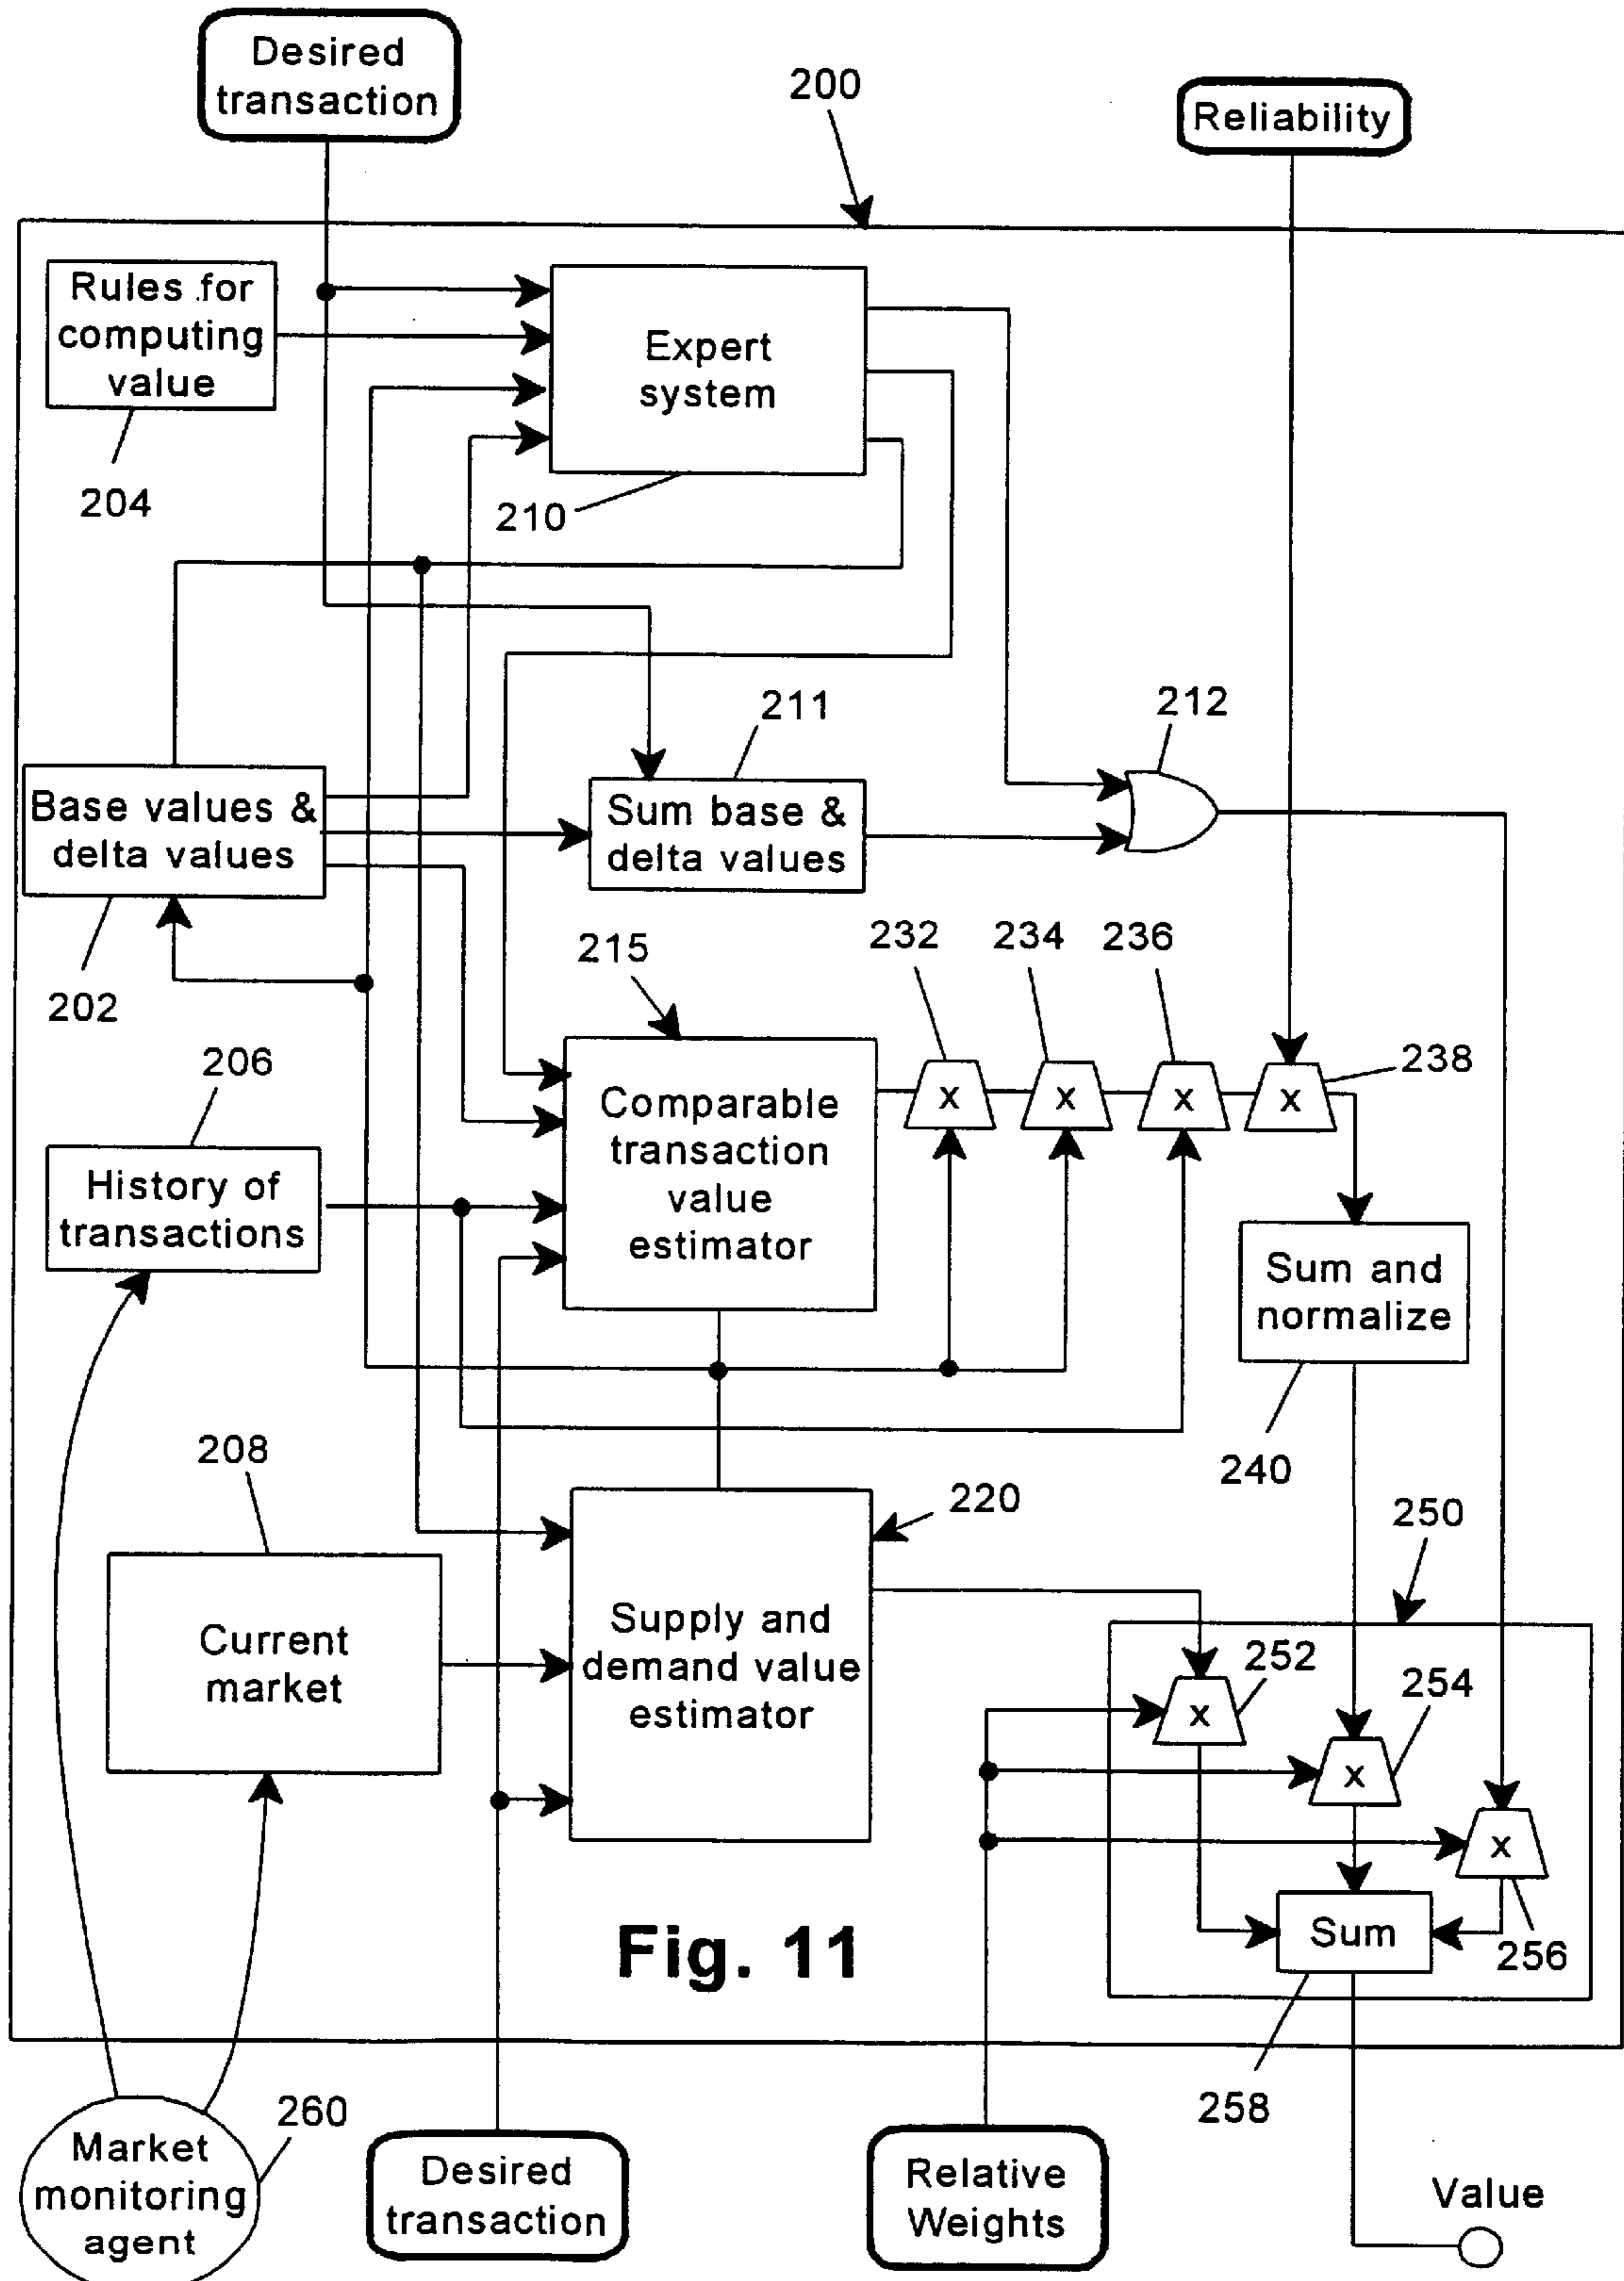 Desired
transaction
200
Reliability
Rules for
computing
value
204
Expert
system
210
211
212
Base values &
delta values
202
Sum base &
delta values
215
232
234
236
238
206
History of
transactions
Comparable
transaction
value
estimator
x
x
x
x
Sum and
normalize
240
208
Current
market
220
Supply and
demand value
estimator
250
252
x
254
x
x
256
Sum
258
Fig. 11
260
Market
monitoring
agent
Desired
transaction
Relative
Weights
Value